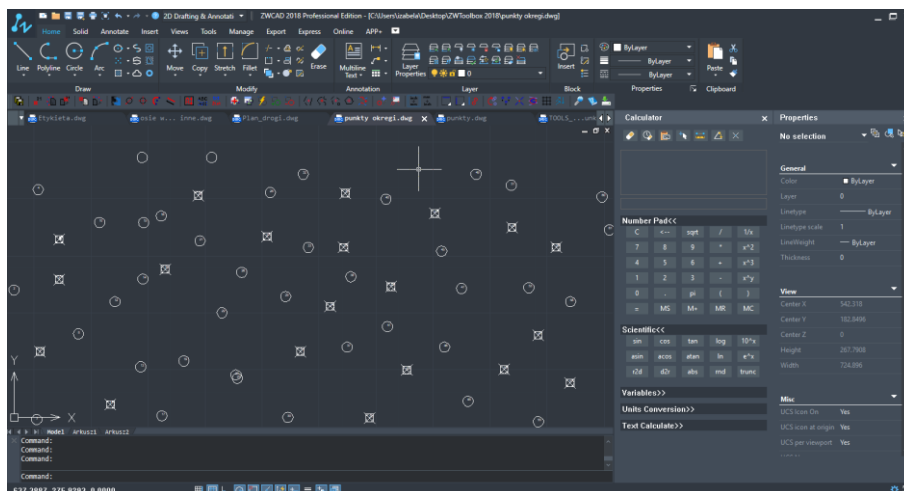 2D Drafting & Annotati
ZWCAD 2018 Professional Edition - [C:\Users\izabela\Desktop\ZWToolbox 2018\punkty okregi.dwg]
Home Solid Annotate Insert View Tools Manage Export Express Online APP+
Line Polyline Circle Arc
Move Copy Stretch Fillet Erase
Multiline Text
Layer Properties
0
Insert
ByLayer
ByLayer
ByLayer
Paste
Draw Modify Annotation Layer Block Properties Clipboard
Etykieta.dwg osie w... inne.dwg Plan_drogi.dwg punkty okregi.dwg X punkty.dwg
Calculator x
Number Pad<<
C <-- sqrt / 1/x
7 8 9 * x^2
4 5 6 + x^3
1 2 3 - x^y
0 . pi ( )
= MS M+ MR MC
Scientific<<
sin cos tan log 10^x
asin acos atan ln e^x
r2d d2r abs rnd trunc
Variables>>
Units Conversion>>
Text Calculate>>
Properties
No selection
General
Color ByLayer
Layer 0
Linetype ByLayer
Linetype scale 1
LineWeight ByLayer
Thickness 0
View
Center X 542.318
Center Y 102.8496
Center Z 0
Height 287.7908
Width 724.896
Misc
UCS Icon On Yes
UCS icon at origin Yes
UCS per viewport Yes
Y
X
Model Arkusz1 Arkusz2
Command:
Command:
Command:
Command: